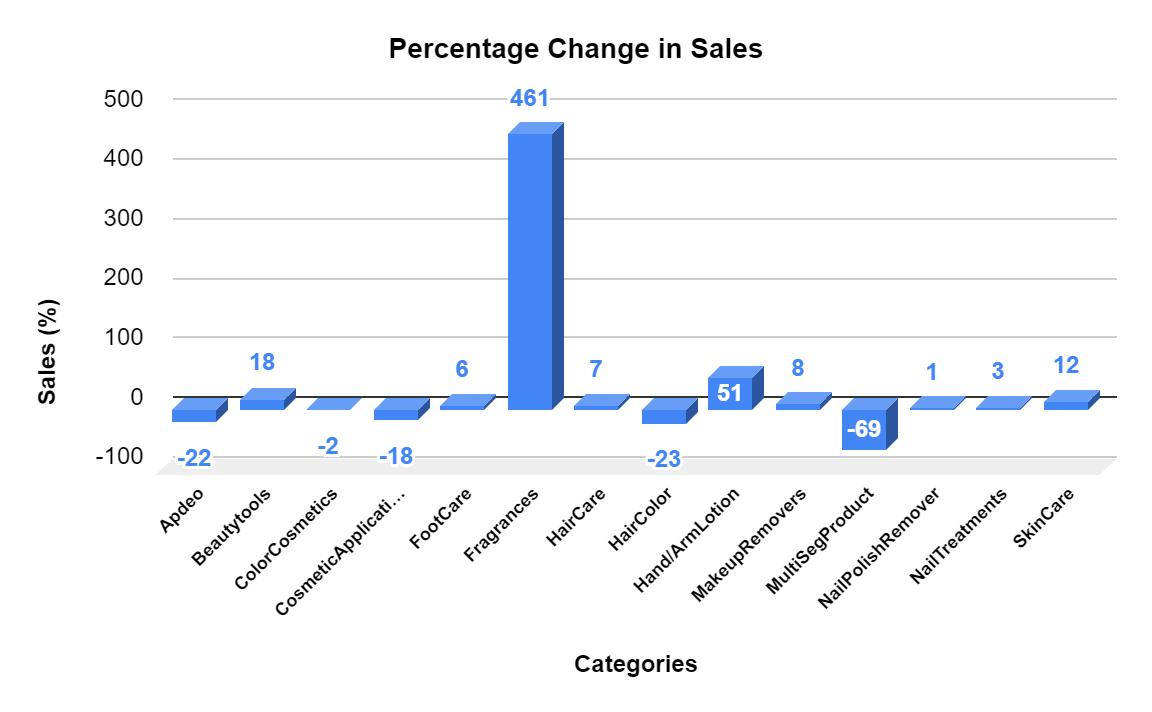 Percentage Change in Sales
Sales (%)
500
400
300
200
100
0
-100
-22
18
-2
-18
6
461
7
-23
51
8
-69
1
3
12
Apdeo
Beautytools
ColorCosmetics
CosmeticApplicati…
FootCare
Fragrances
HairCare
HairColor
Hand/ArmLotion
MakeupRemovers
MultiSegProduct
NailPolishRemover
NailTreatments
SkinCare
Categories